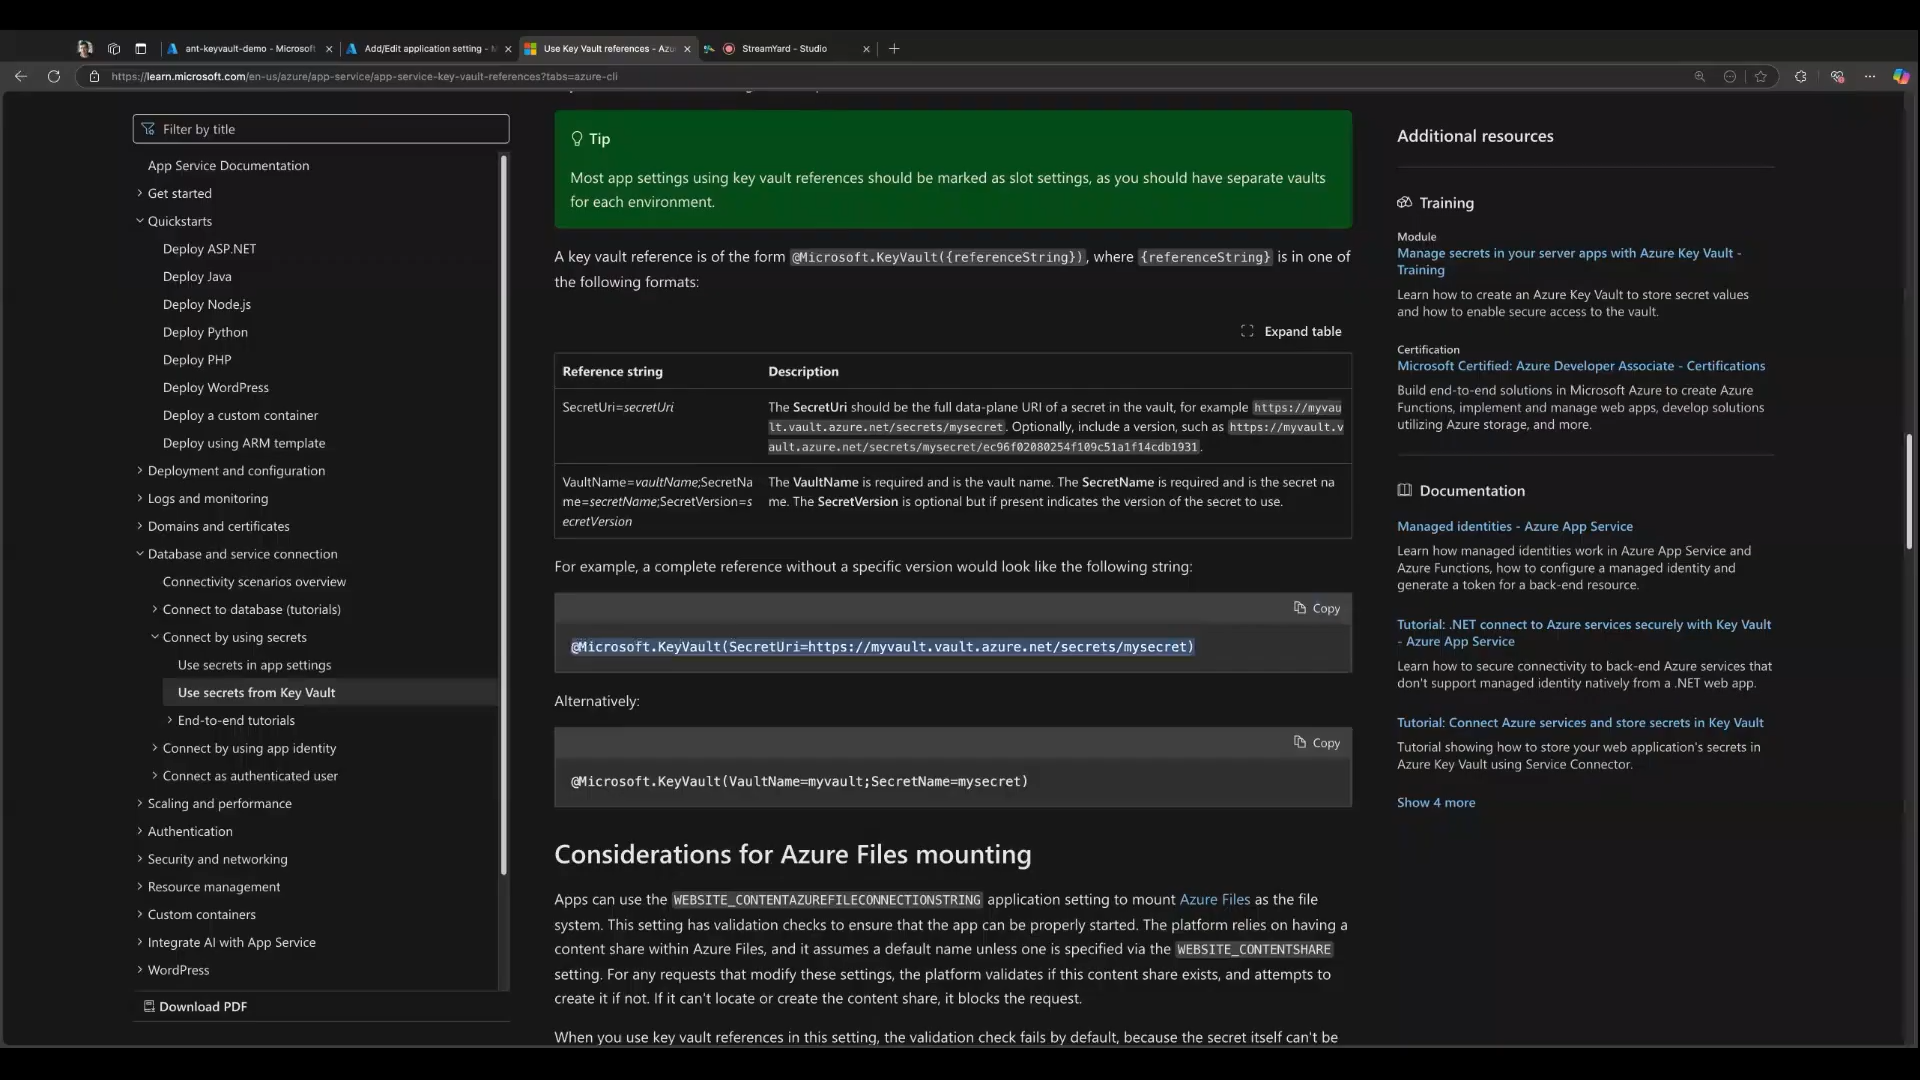 ant-keyvault-demo - Microsoft
Add/Edit application setting - M
Use Key Vault references - Azu
StreamYard - Studio
https://learn.microsoft.com/en-us/azure/app-service/app-service-key-vault-references?tabs=azure-cli
Filter by title
App Service Documentation
Get started
Quickstarts
Deploy ASP.NET
Deploy Java
Deploy Node.js
Deploy Python
Deploy PHP
Deploy WordPress
Deploy a custom container
Deploy using ARM template
Deployment and configuration
Logs and monitoring
Domains and certificates
Database and service connection
Connectivity scenarios overview
Connect to database (tutorials)
Connect by using secrets
Use secrets in app settings
Use secrets from Key Vault
End-to-end tutorials
Connect by using app identity
Connect as authenticated user
Scaling and performance
Authentication
Security and networking
Resource management
Custom containers
Integrate AI with App Service
WordPress
Download PDF
Tip
Most app settings using key vault references should be marked as slot settings, as you should have separate vaults
for each environment.
A key vault reference is of the form @Microsoft.KeyVault({referenceString}), where {referenceString} is in one of
the following formats:
Expand table
Reference string Description
SecretUri=secretUri
The SecretUri should be the full data-plane URI of a secret in the vault, for example https://myvau
lt.vault.azure.net/secrets/mysecret. Optionally, include a version, such as https://myvault.v
ault.azure.net/secrets/mysecret/ec96f02080254f109c51a1f14cdb1931.
VaultName=vaultName;SecretNa
me=secretName;SecretVersion=s
ecretVersion
The VaultName is required and is the vault name. The SecretName is required and is the secret na
me. The SecretVersion is optional but if present indicates the version of the secret to use.
For example, a complete reference without a specific version would look like the following string:
Copy
@Microsoft.KeyVault(SecretUri=https://myvault.vault.azure.net/secrets/mysecret)
Alternatively:
Copy
@Microsoft.KeyVault(VaultName=myvault;SecretName=mysecret)
Considerations for Azure Files mounting
Apps can use the WEBSITE_CONTENTAZUREFILECONNECTIONSTRING application setting to mount Azure Files as the file
system. This setting has validation checks to ensure that the app can be properly started. The platform relies on having a
content share within Azure Files, and it assumes a default name unless one is specified via the WEBSITE_CONTENTSHARE
setting. For any requests that modify these settings, the platform validates if this content share exists, and attempts to
create it if not. If it can't locate or create the content share, it blocks the request.
When you use key vault references in this setting, the validation check fails by default, because the secret itself can't be
Additional resources
Training
Module
Manage secrets in your server apps with Azure Key Vault -
Training
Learn how to create an Azure Key Vault to store secret values
and how to enable secure access to the vault.
Certification
Microsoft Certified: Azure Developer Associate - Certifications
Build end-to-end solutions in Microsoft Azure to create Azure
Functions, implement and manage web apps, develop solutions
utilizing Azure storage, and more.
Documentation
Managed identities - Azure App Service
Learn how managed identities work in Azure App Service and
Azure Functions, how to configure a managed identity and
generate a token for a back-end resource.
Tutorial: .NET connect to Azure services securely with Key Vault
- Azure App Service
Learn how to secure connectivity to back-end Azure services that
don't support managed identity natively from a .NET web app.
Tutorial: Connect Azure services and store secrets in Key Vault
Tutorial showing how to store your web application's secrets in
Azure Key Vault using Service Connector.
Show 4 more